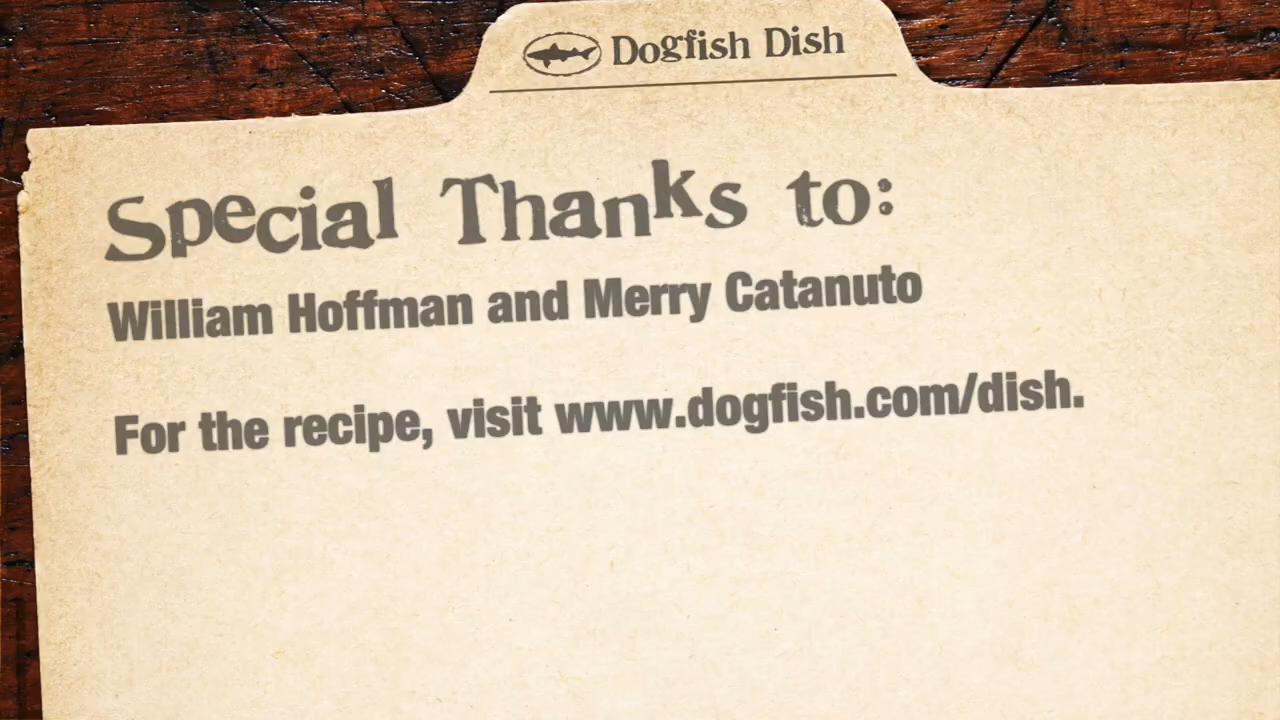 Dogfish Dish
Special Thanks to:
William Hoffman and Merry Catanuto
For the recipe, visit www.dogfish.com/dish.